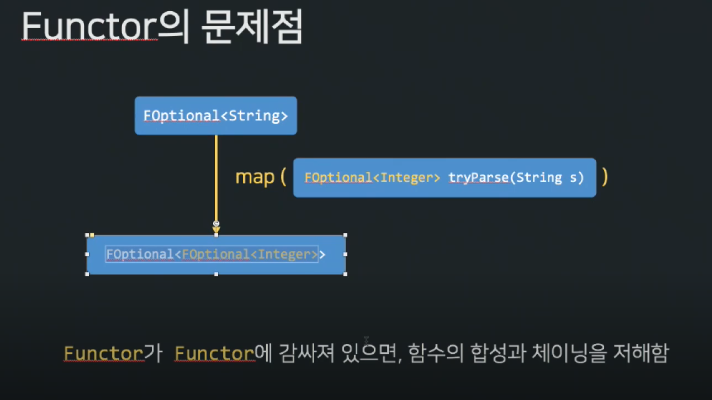 Functor의 문제점
FOptional<String>
map ( FOptional<Integer> tryParse(String s) )
FOptional<FOptional<Integer>>
Functor가 Functor에 감싸져 있으면, 함수의 합성과 체이닝을 저해함